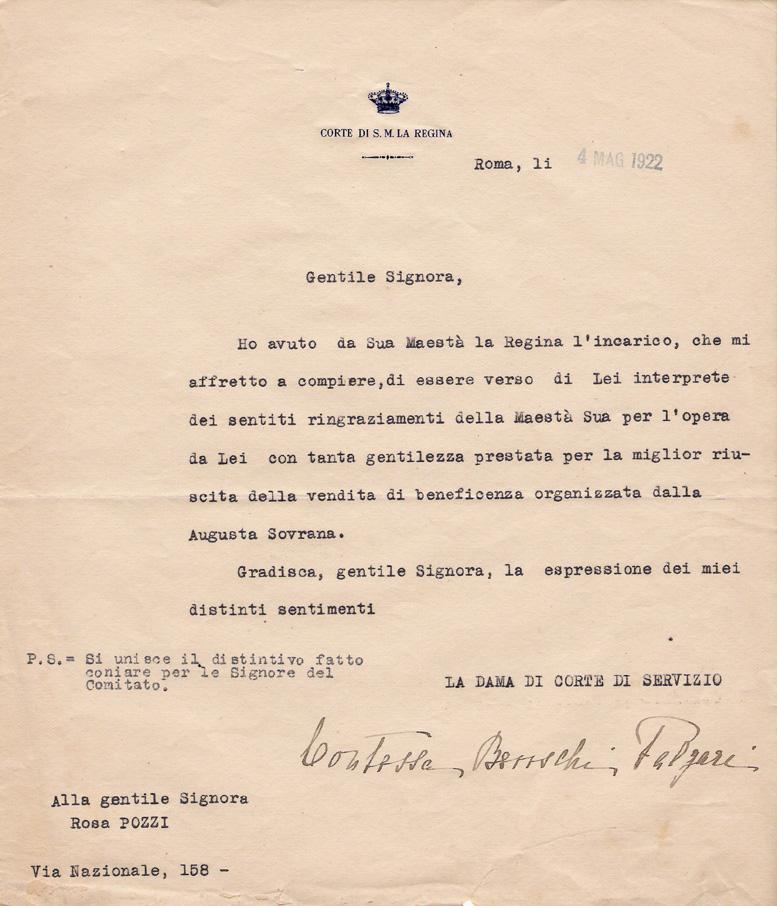 CORTE DI S. M. LA REGINA
Roma, li 4 MAG 1922
Gentile Signora,
Ho avuto da Sua Maestà la Regina l'incarico, che mi
affretto a compiere,di essere verso di Lei interprete
dei sentiti ringraziamenti della Maestà Sua per l'opera
da Lei con tanta gentilezza prestata per la miglior riu-
scita della vendita di beneficenza organizzata dalla
Augusta Sovrana.
Gradisca, gentile Signora, la espressione dei miei
distinti sentimenti
P.S.= Si unisce il distintivo fatto
coniare per le Signore del
Comitato.
LA DAMA DI CORTE DI SERVIZIO
Contessa
Alla gentile Signora
Rosa POZZI
Via Nazionale, 158 -